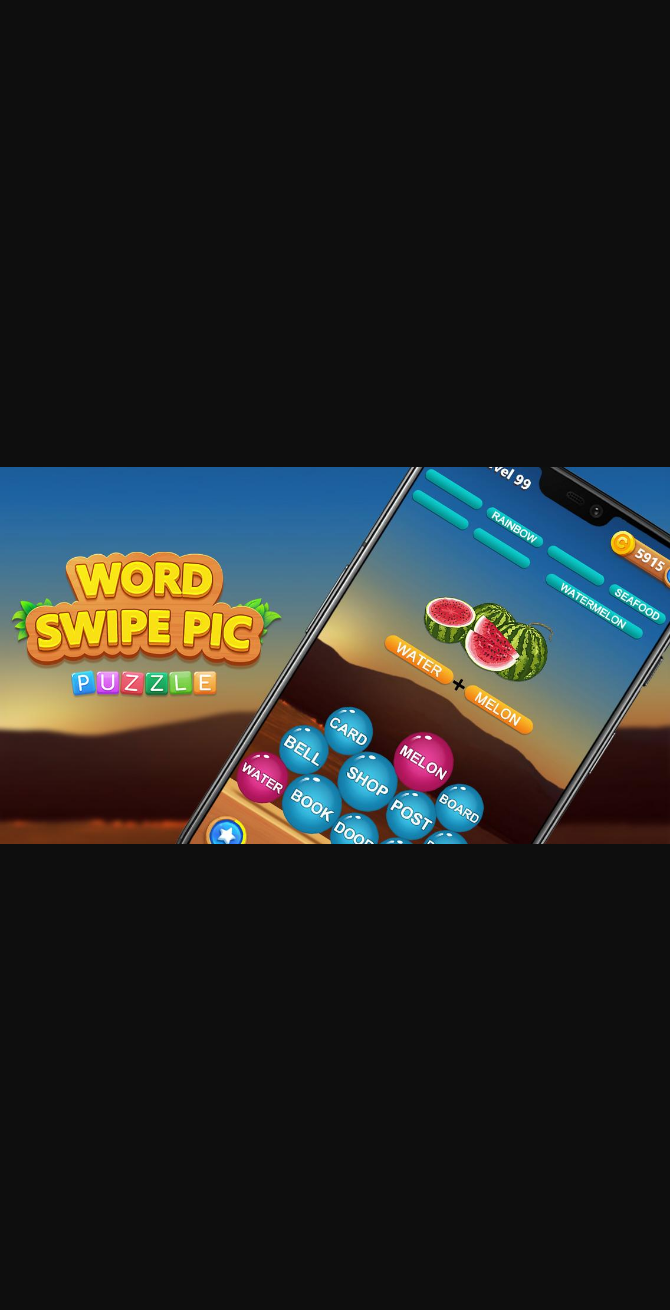 WORD
SWIPE PIC
PUZZLE
vel 99
5915
RAINBOW
SEAFOOD
WATERMELON
WATER + MELON
CARD
BELL
MELON
WATER
SHOP
BOOK
POST
BOARD
DOOR